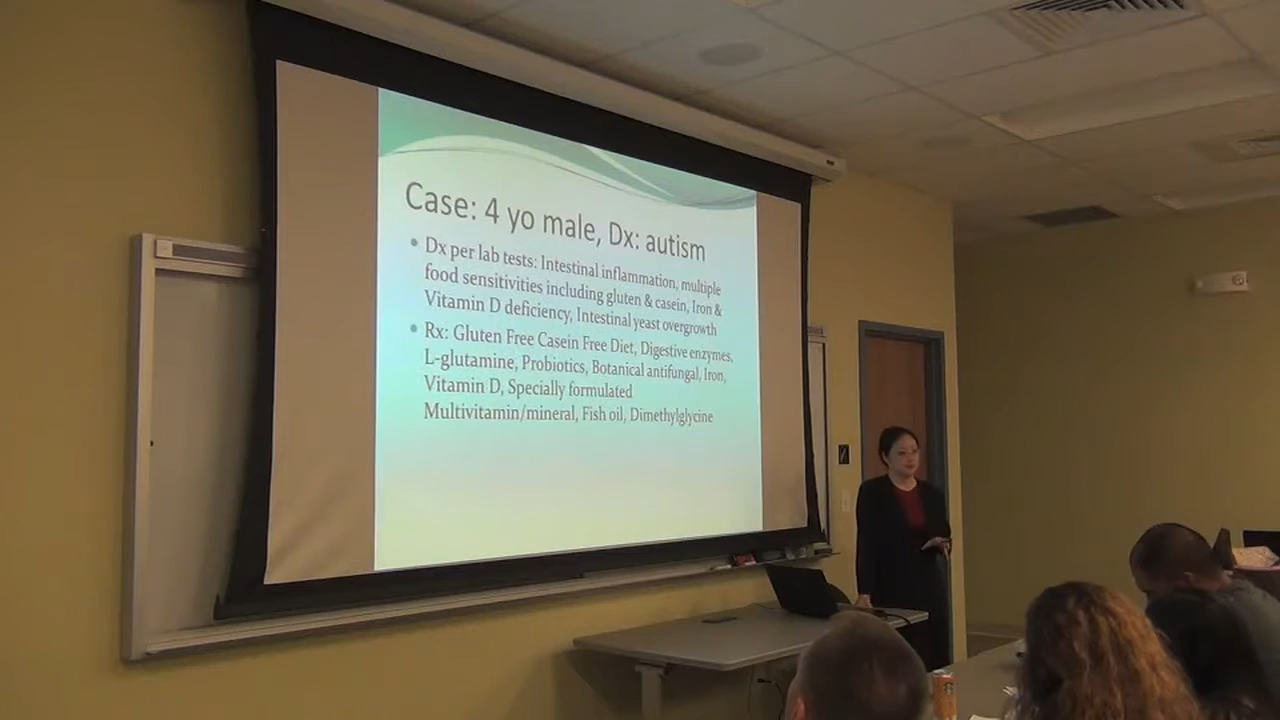 Case: 4 yo male, Dx: autism
• Dx per lab tests: Intestinal inflammation, multiple
food sensitivities including gluten & casein, Iron &
Vitamin D deficiency, Intestinal yeast overgrowth
• Rx: Gluten Free Casein Free Diet, Digestive enzymes,
L-glutamine, Probiotics, Botanical antifungal, Iron,
Vitamin D, Specially formulated
Multivitamin/mineral, Fish oil, Dimethylglycine